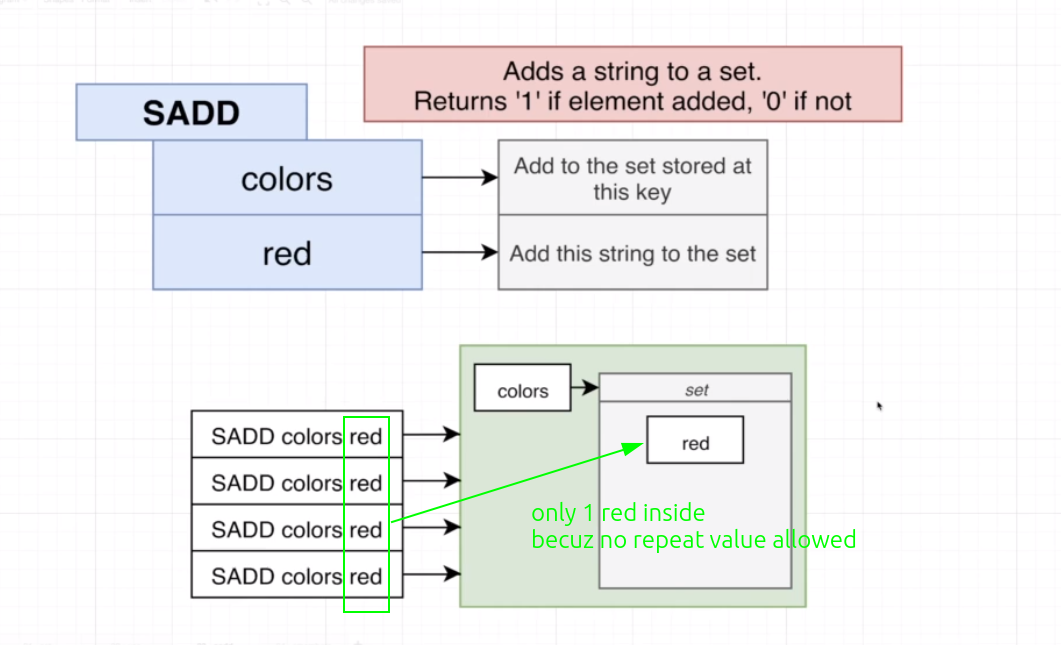 Adds a string to a set.
Returns '1' if element added, '0' if not
SADD
colors
Add to the set stored at
this key
red
Add this string to the set
colors
set
red
SADD colors red
SADD colors red
SADD colors red
SADD colors red
only 1 red inside
becuz no repeat value allowed